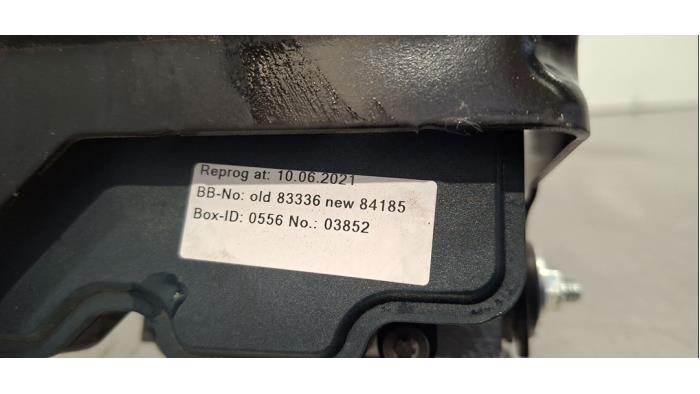 Reprog at: 10.06.2021
BB-No: old 83336 new 84185
Box-ID: 0556 No.: 03852